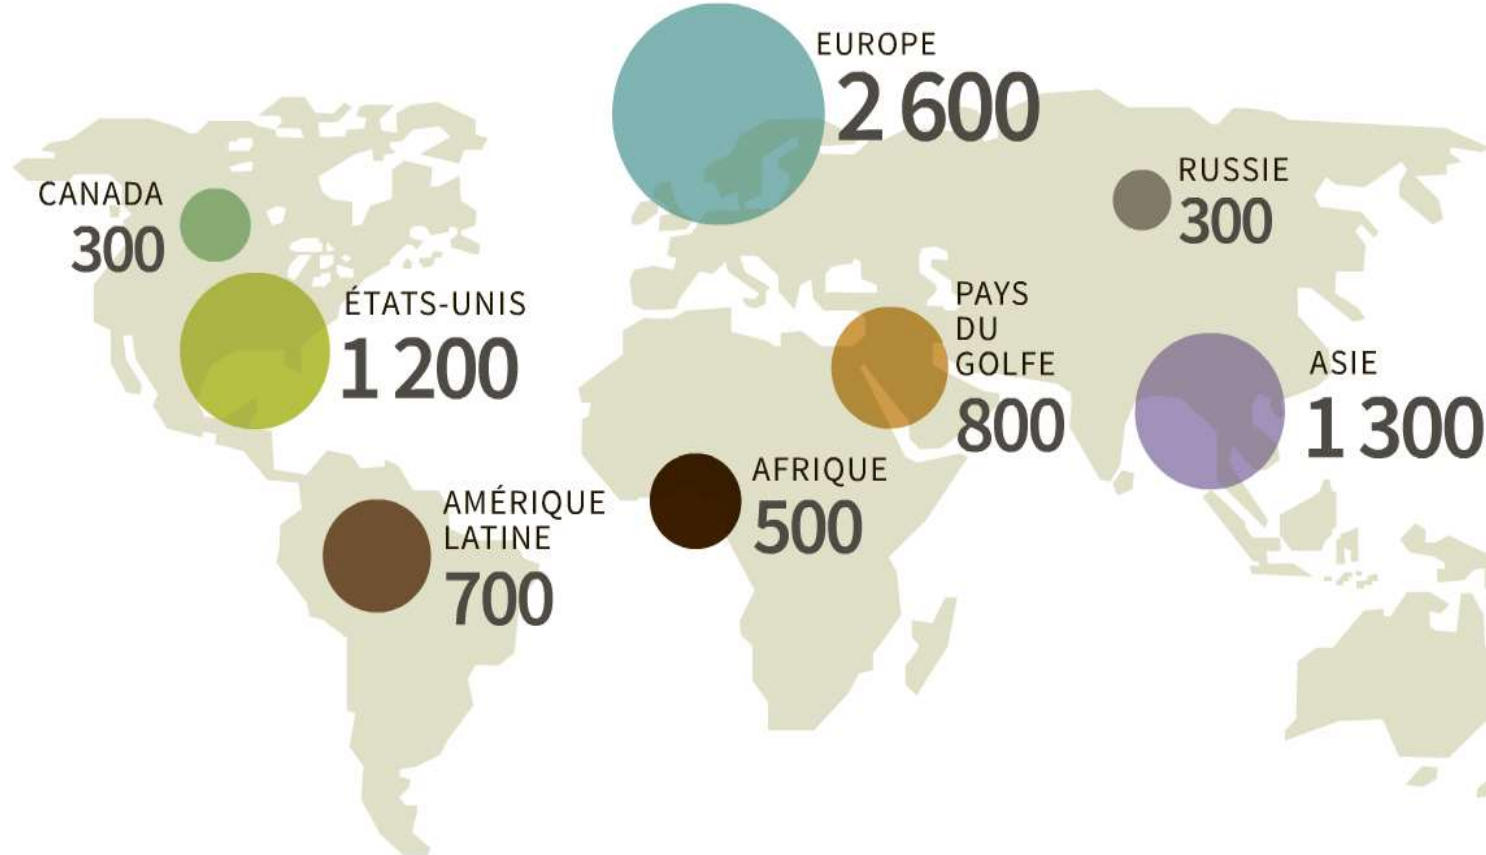 EUROPE
2 600
RUSSIE
300
CANADA
300
ÉTATS-UNIS
1 200
PAYS
DU
GOLFE
800
ASIE
1 300
AFRIQUE
500
AMÉRIQUE
LATINE
700